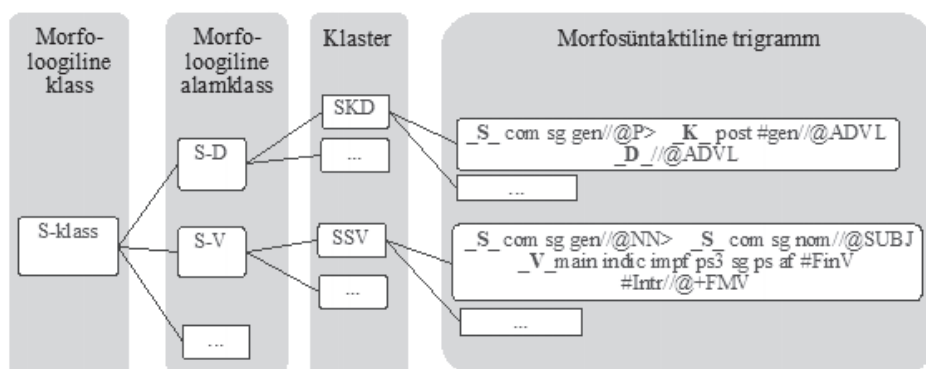 Morfo-
loogiline
klass
Morfo-
loogiline
alamklass
Klaster
Morfosüntaktiline trigramm
S-klass
S-D
S-V
...
SKD
...
SSV
...
_S_ com sg gen//@P> _K_ post #gen//@ADVL
_D_//@ADVL
...
_S_ com sg gen//@NN> _S_ com sg nom//@SUBJ
_V_main indic impf ps3 sg ps af #FinV
#Intr//@+FMV
...